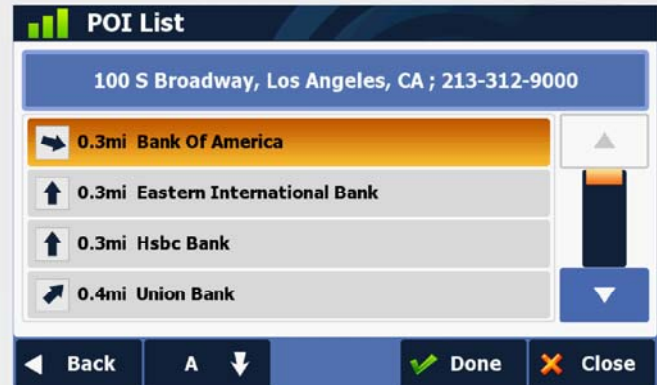 POI List
100 S Broadway, Los Angeles, CA ; 213-312-9000
0.3mi Bank Of America
0.3mi Eastern International Bank
0.3mi Hsbc Bank
0.4mi Union Bank
Back A Done Close